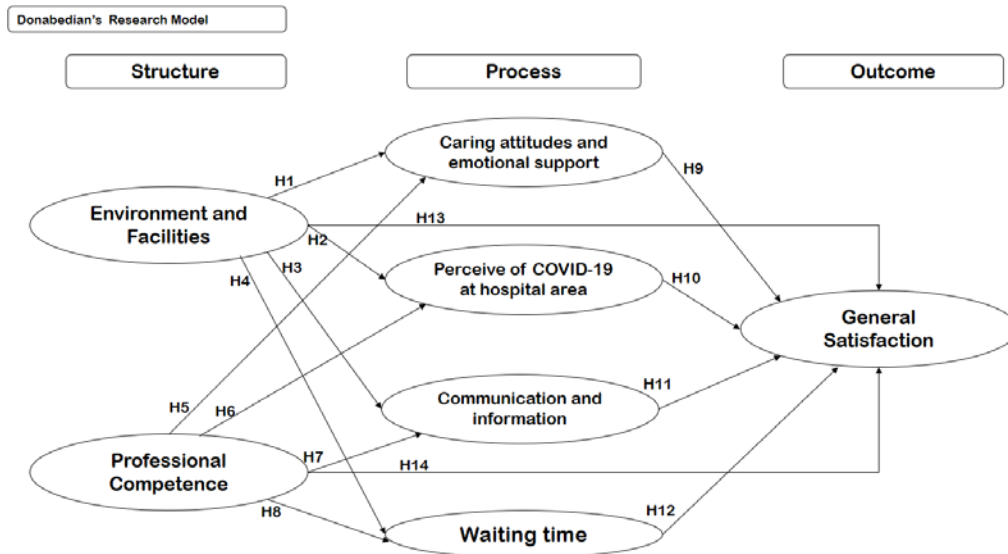 Donabedian's Research Model
Structure
Process
Outcome
Caring attitudes and
emotional support
H9
H1
Environment and
Facilities
H13
H2
H3
H4
Perceive of COVID-19
at hospital area
H10
General
Satisfaction
H5
H6
Communication and
information
H11
Professional
Competence
H7
H14
H8
Waiting time
H12